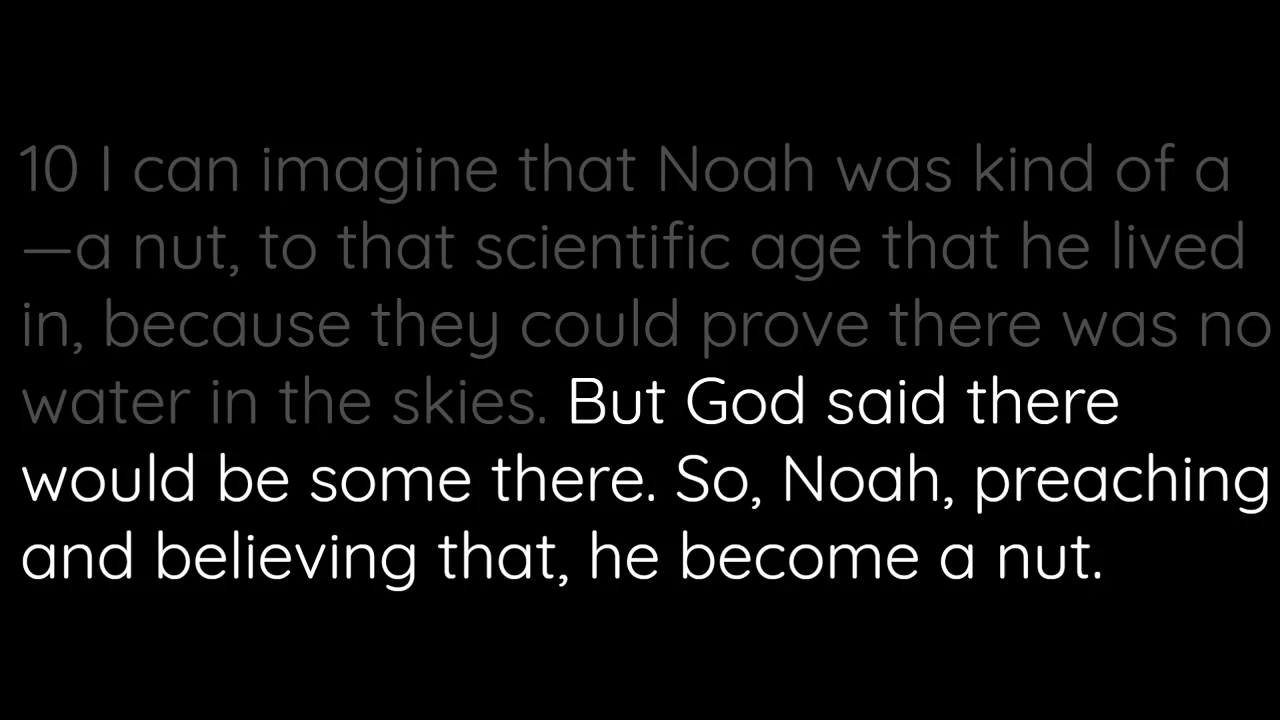 10 I can imagine that Noah was kind of a
—a nut, to that scientific age that he lived
in, because they could prove there was no
water in the skies. But God said there
would be some there. So, Noah, preaching
and believing that, he become a nut.